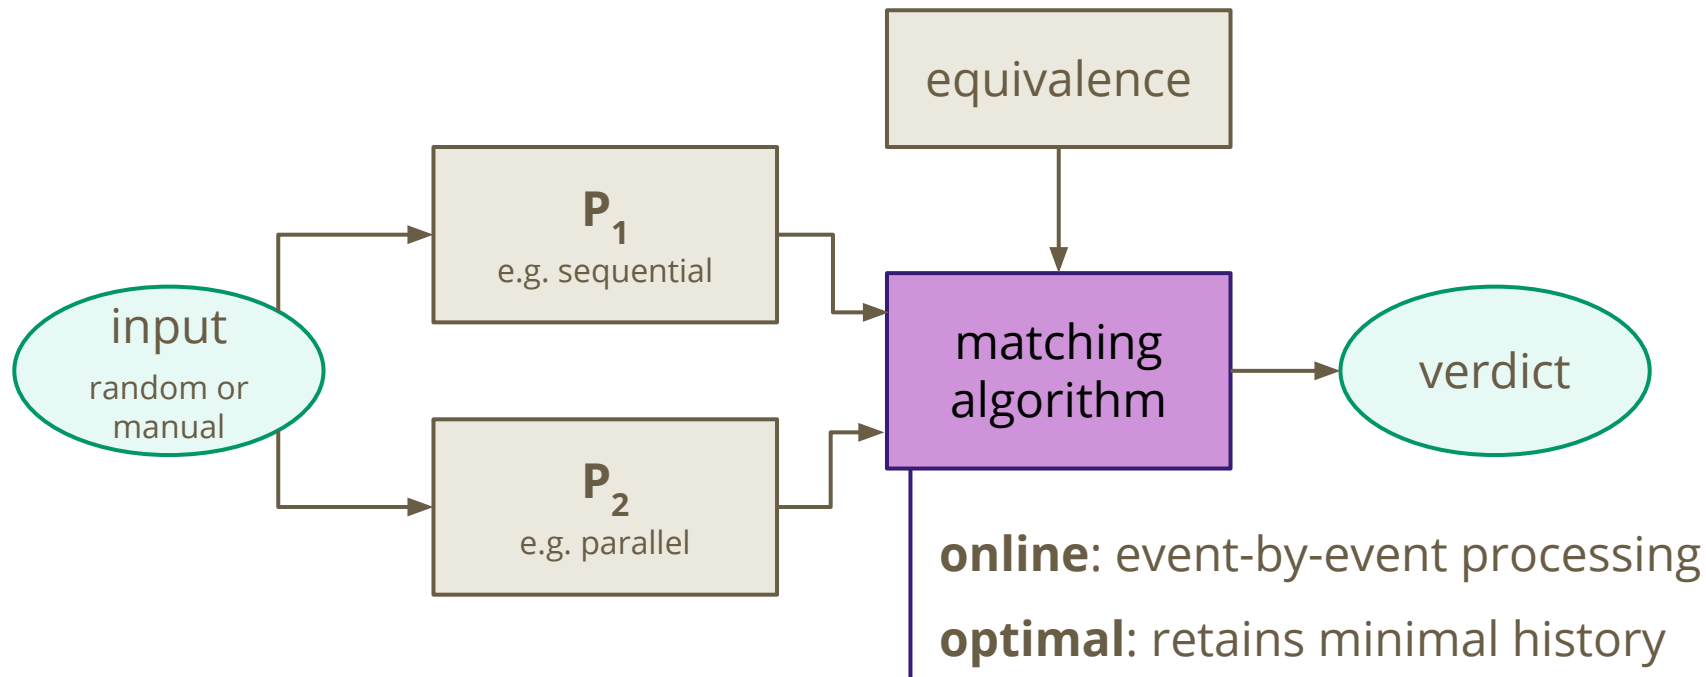 equivalence
P₁
e.g. sequential
input
random or
manual
matching
algorithm
verdict
P₂
e.g. parallel
online: event-by-event processing
optimal: retains minimal history